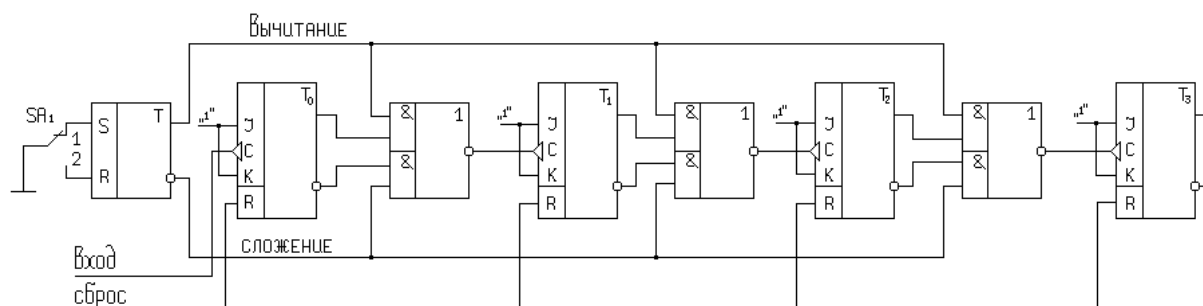 Вычитание
SA₁
1
2
S
R
T
„1”
J
C
K
R
T₀
&
&
1
„1”
J
C
K
R
T₁
&
&
1
„1”
J
C
K
R
T₂
&
&
1
„1”
J
C
K
R
T₃
сложение
Вход
сброс